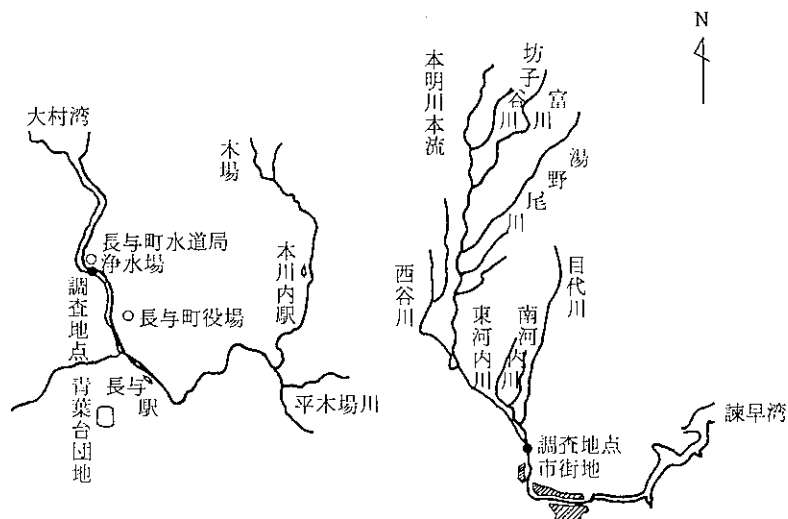 N
大村湾
木場
長与町水道局
浄水場
調査地点
長与町役場
本川内駅
長与駅
青葉台団地
平木場川
本明川本流
坊子谷川
富川
湯野尾川
西谷川
目代川
東河内川
南河内川
調査地点
市街地
諫早湾